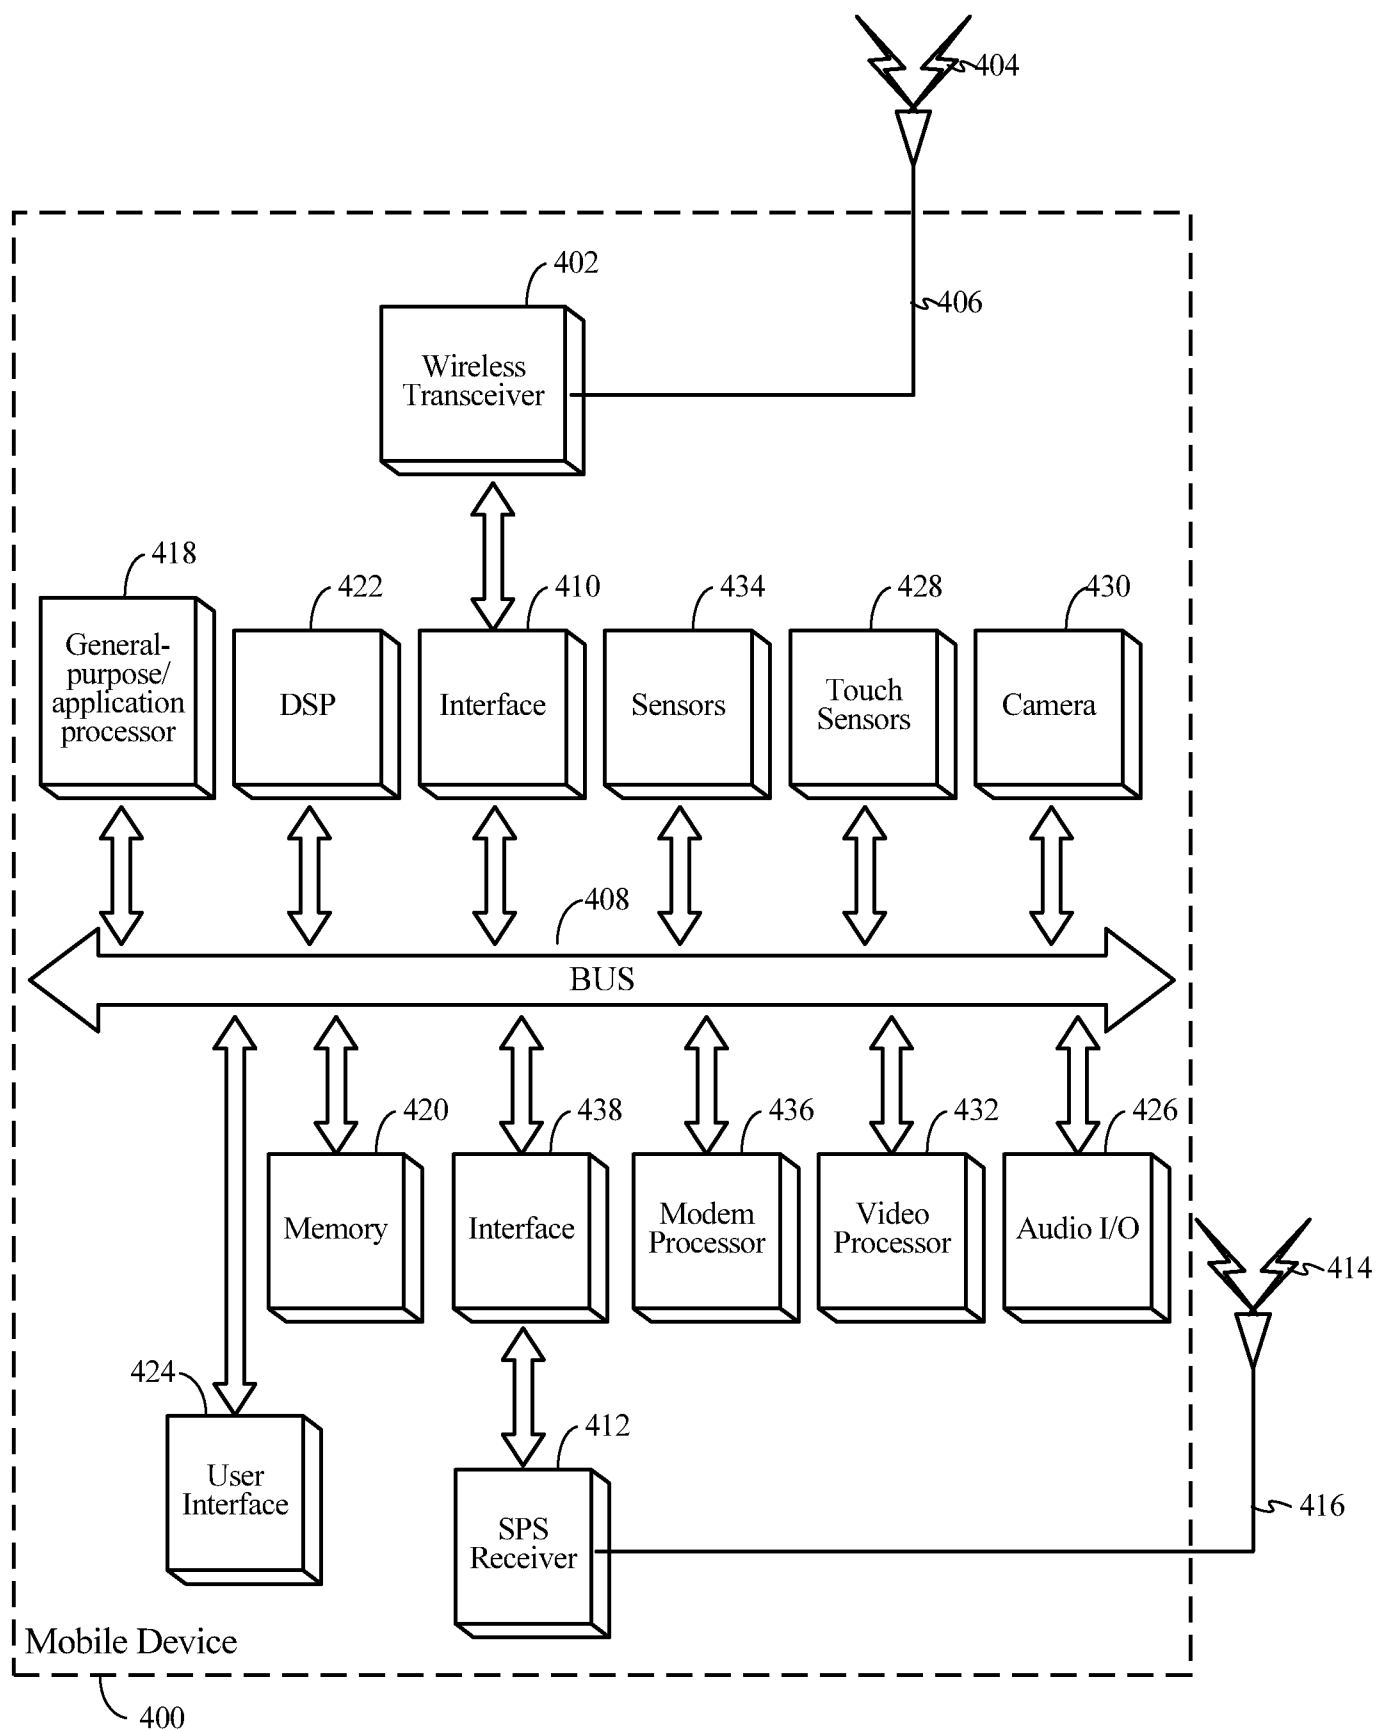 404
402
406
Wireless
Transceiver
418
422
410
434
428
430
General-
purpose/
application
processor
DSP
Interface
Sensors
Touch
Sensors
Camera
408
BUS
420
438
436
432
426
Memory
Interface
Modem
Processor
Video
Processor
Audio I/O
414
424
412
User
Interface
SPS
Receiver
416
Mobile Device
400